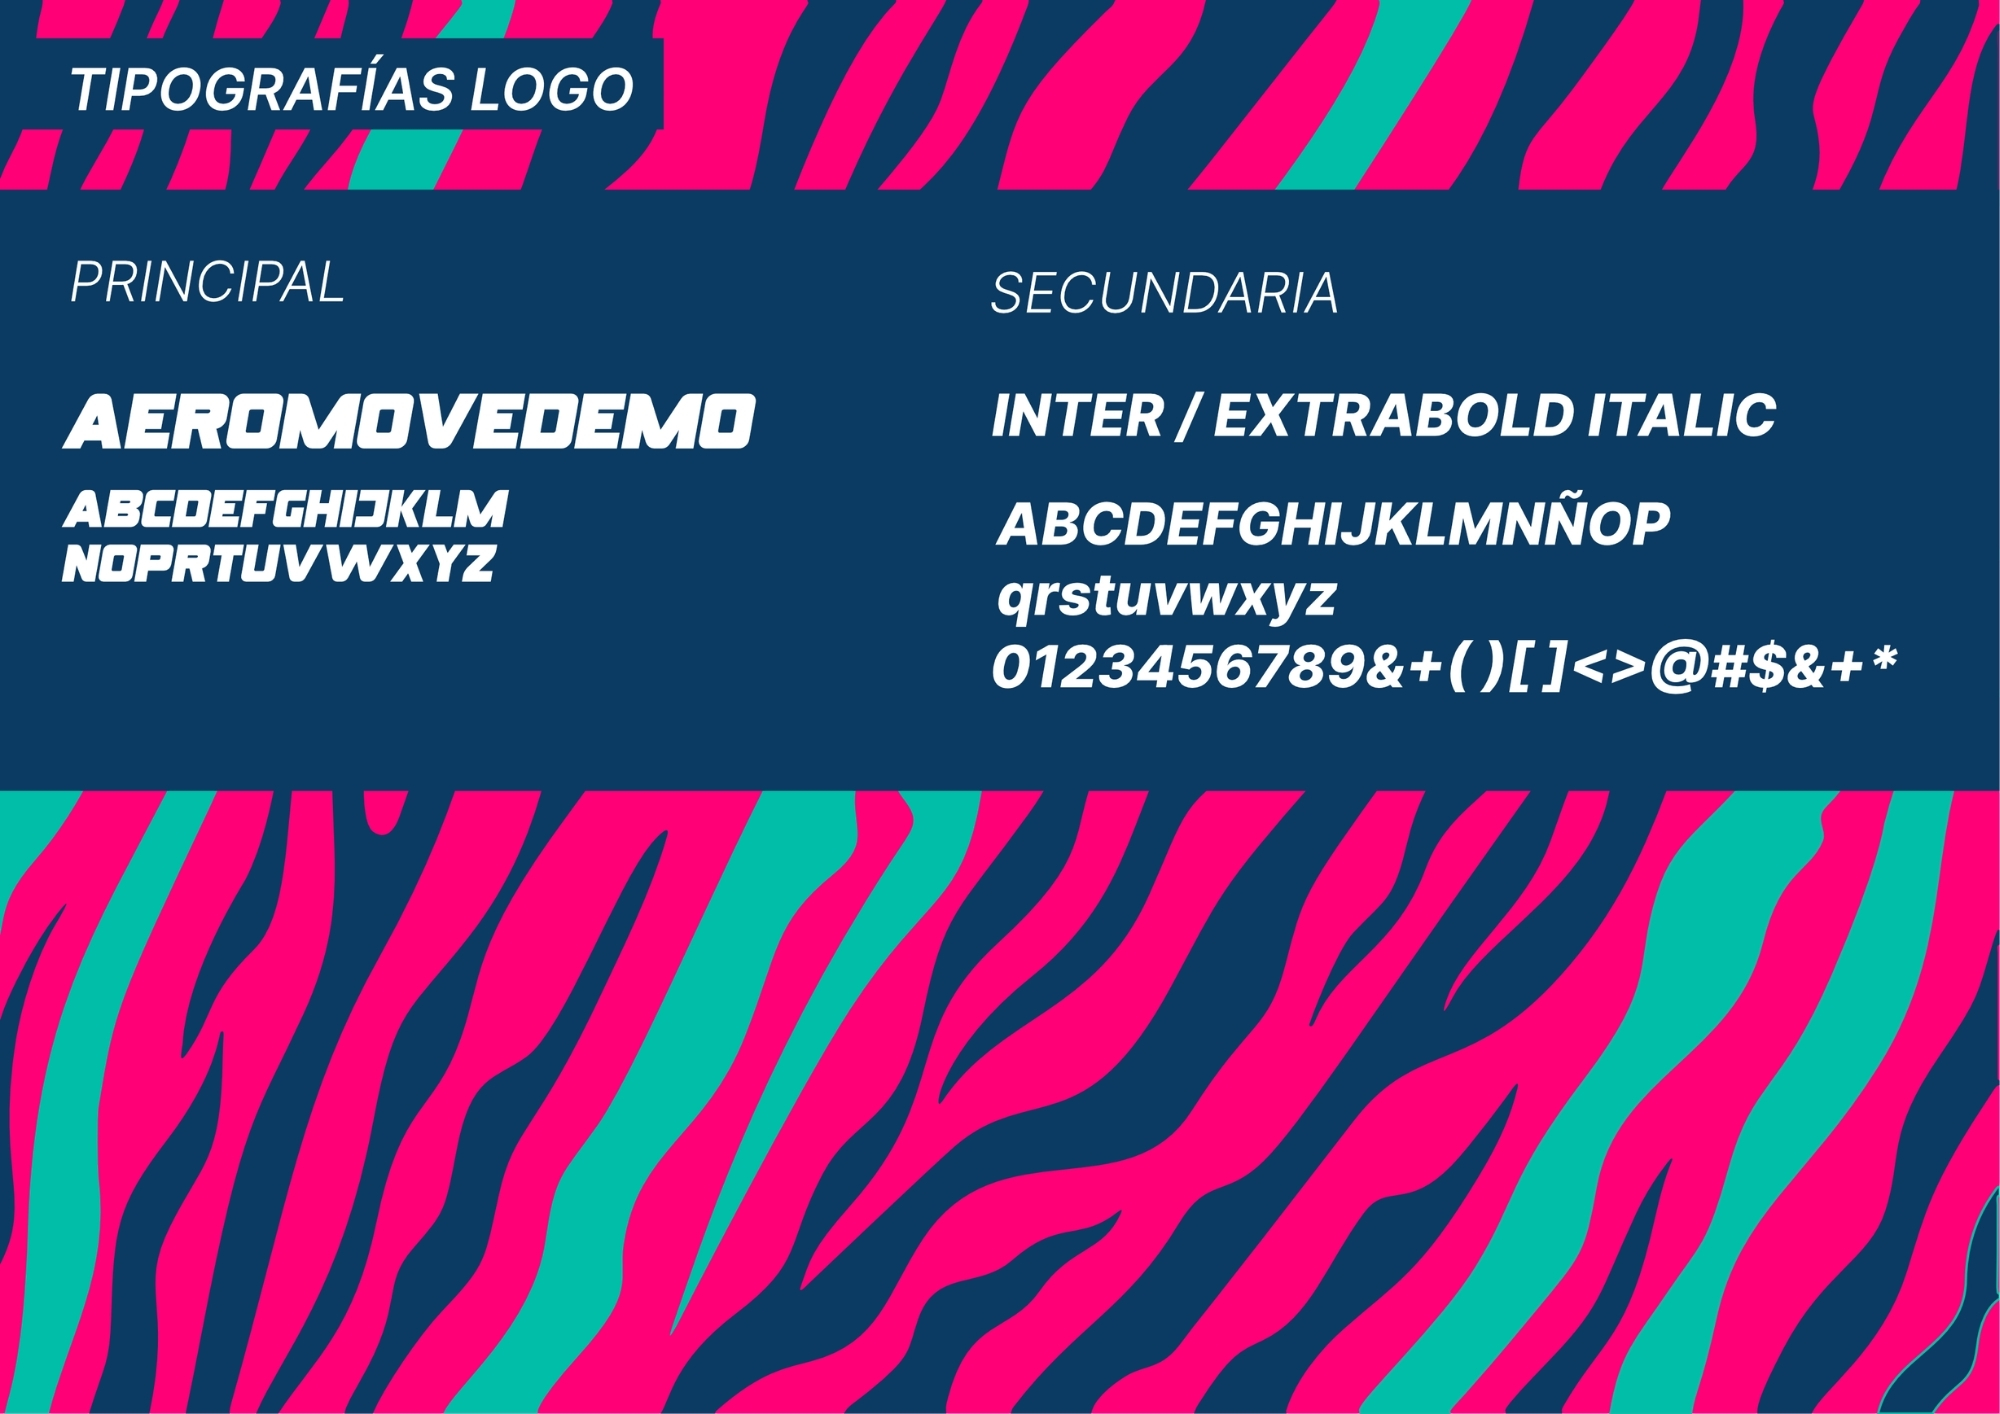 TIPOGRAFÍAS LOGO
PRINCIPAL
AEROMOVEDEMO
ABCDEFGHIJKLM
NOPRTUVWXYZ
SECUNDARIA
INTER / EXTRABOLD ITALIC
ABCDEFGHIJKLMNÑOP
qrstuvwxyz
0123456789&+( )[ ]<>@#$&+*